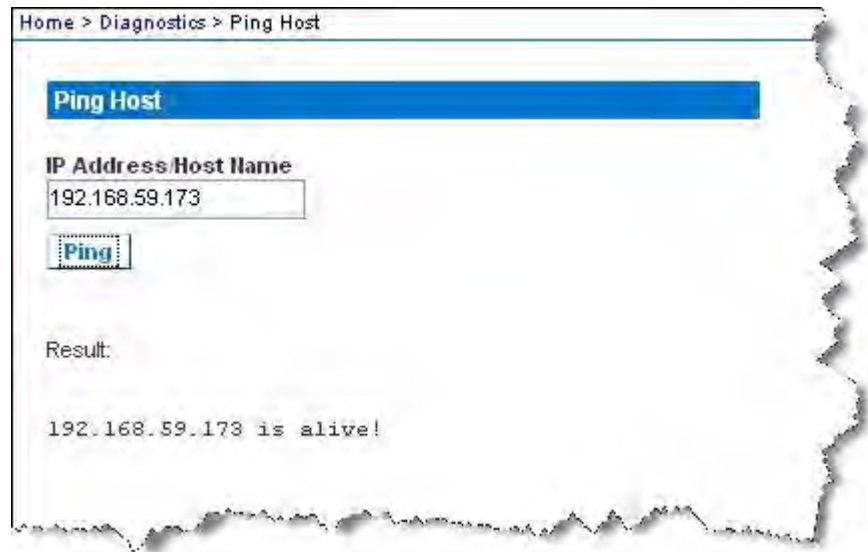 Home > Diagnostics > Ping Host
Ping Host
IP Address/Host Name
192.168.59.173
Ping
Result:
192.168.59.173 is alive!